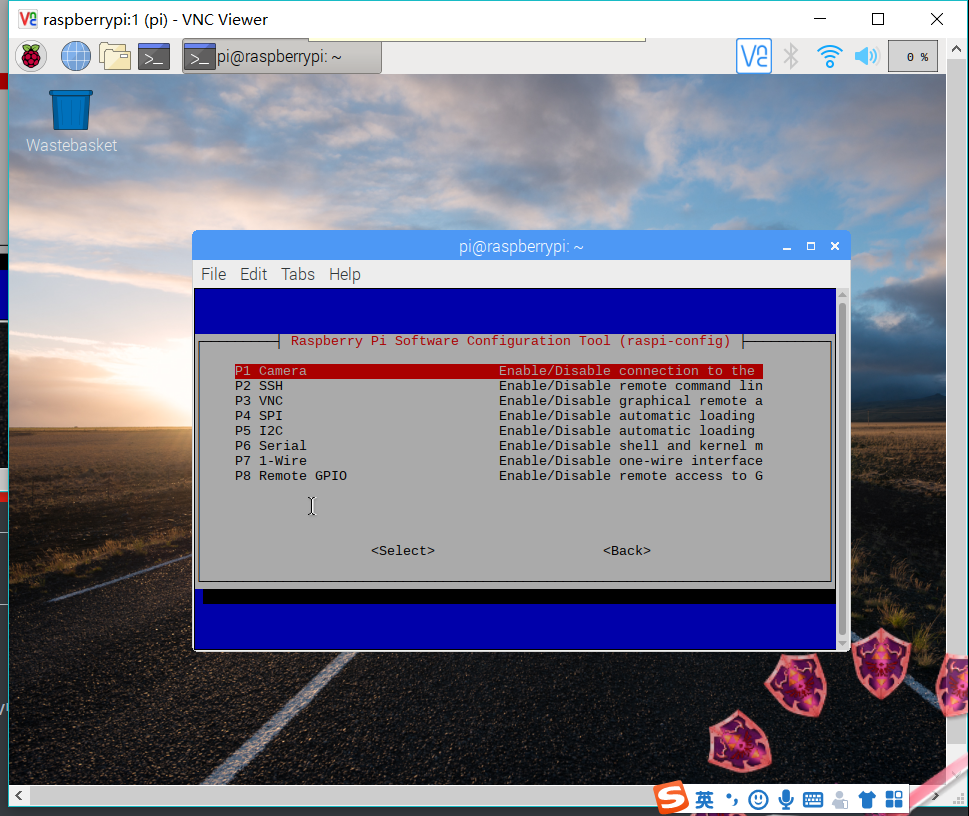 raspberrypi:1 (pi) - VNC Viewer
pi@raspberrypi: ~
0 %
Wastebasket
pi@raspberrypi: ~
File Edit Tabs Help
Raspberry Pi Software Configuration Tool (raspi-config)
P1 Camera Enable/Disable connection to the
P2 SSH Enable/Disable remote command lin
P3 VNC Enable/Disable graphical remote a
P4 SPI Enable/Disable automatic loading
P5 I2C Enable/Disable automatic loading
P6 Serial Enable/Disable shell and kernel m
P7 1-Wire Enable/Disable one-wire interface
P8 Remote GPIO Enable/Disable remote access to G
<Select> <Back>
英